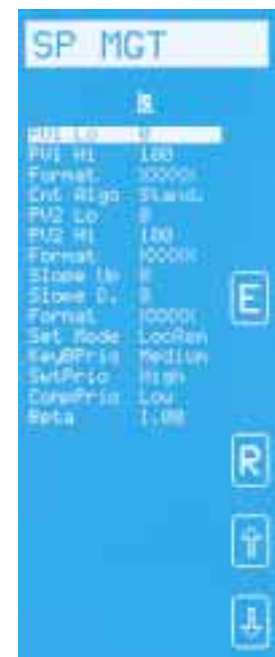 SP MGT
PV1 Lo 0
PV1 Hi 100
Format XXXXX
Cnt Algo Stand.
PV2 Lo 0
PV2 Hi 100
Format XXXXX
Slope Up 0
Slope D. 0
Format XXXXX
Set Mode LocRem
KeyBPrio Medium
SwtPrio High
CompPrio Low
Beta 1.00
E
R
⇧
⇩